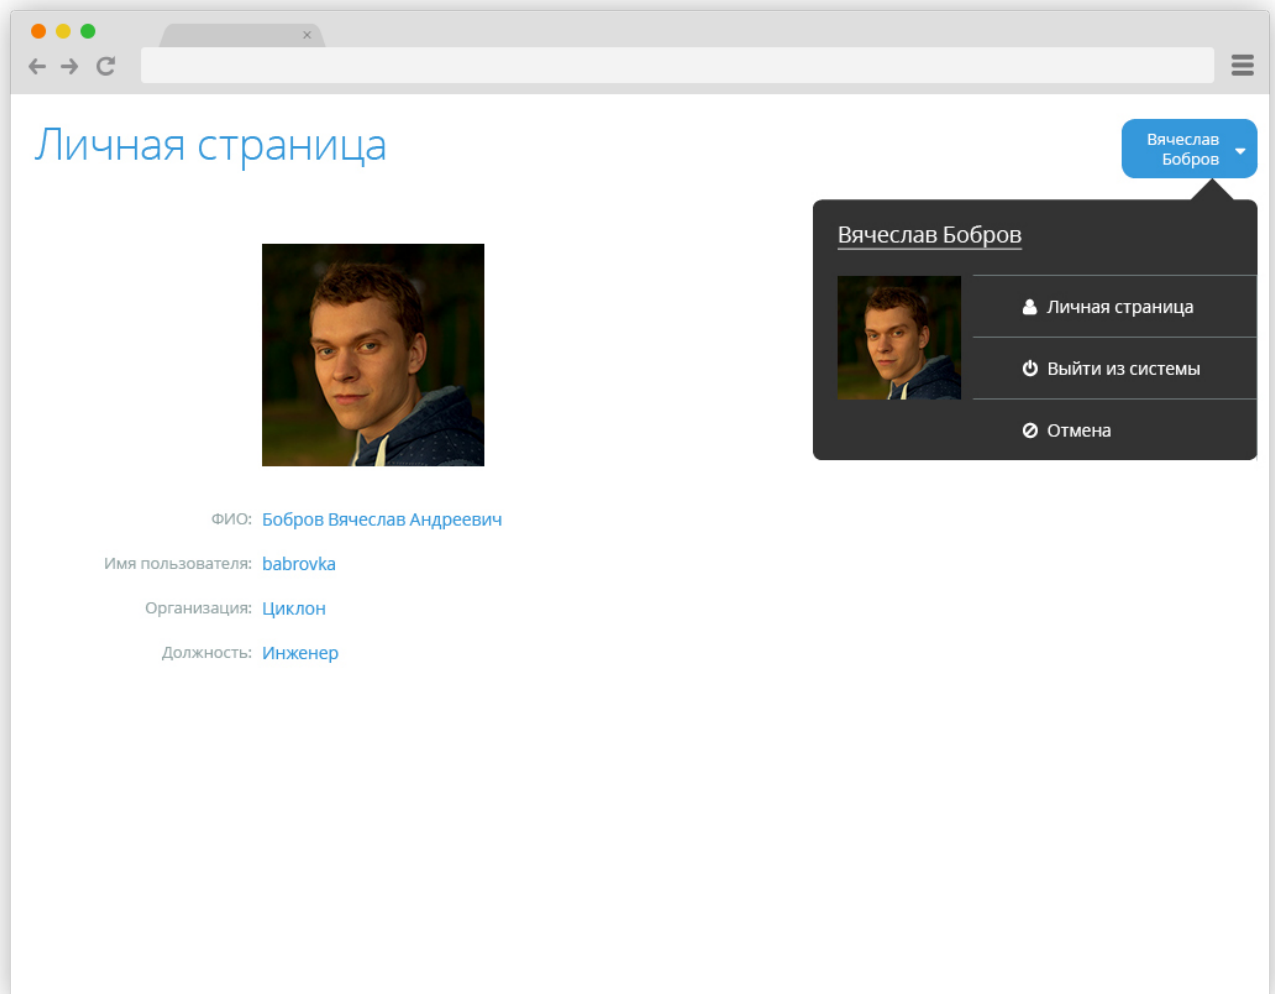 Личная страница
Вячеслав
Бобров
Вячеслав Бобров
Личная страница
Выйти из системы
Отмена
ФИО: Бобров Вячеслав Андреевич
Имя пользователя: babrovka
Организация: Циклон
Должность: Инженер